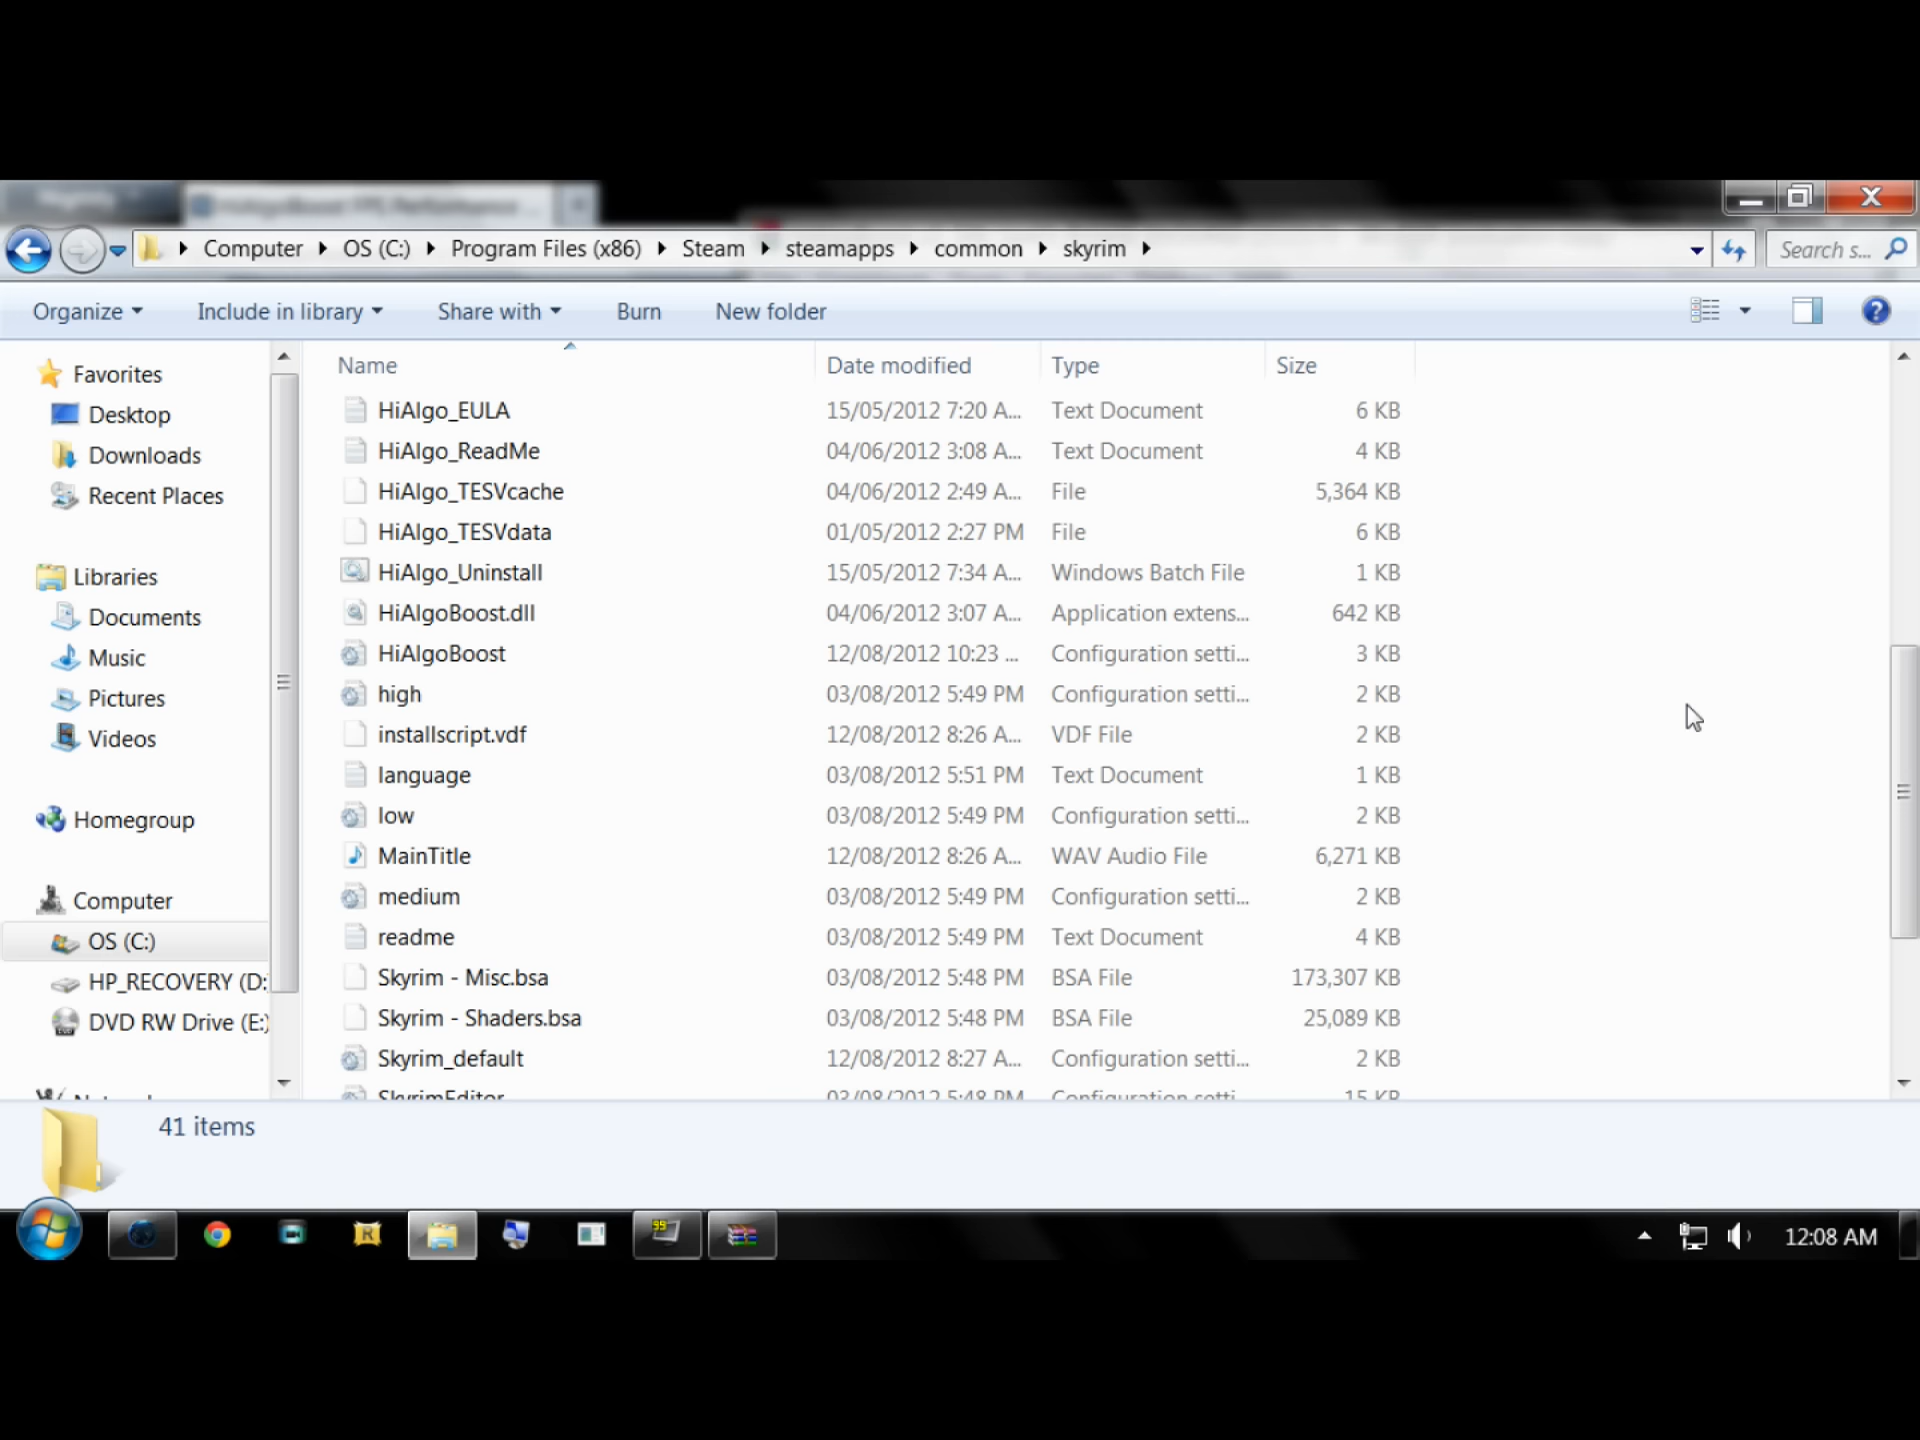 Computer OS (C:) Program Files (x86) Steam steamapps common skyrim Search s...
Organize Include in library Share with Burn New folder
Favorites
Desktop
Downloads
Recent Places
Libraries
Documents
Music
Pictures
Videos
Homegroup
Computer
OS (C:)
HP_RECOVERY (D:
DVD RW Drive (E:)
Name Date modified Type Size
HiAlgo_EULA 15/05/2012 7:20 A... Text Document 6 KB
HiAlgo_ReadMe 04/06/2012 3:08 A... Text Document 4 KB
HiAlgo_TESVcache 04/06/2012 2:49 A... File 5,364 KB
HiAlgo_TESVdata 01/05/2012 2:27 PM File 6 KB
HiAlgo_Uninstall 15/05/2012 7:34 A... Windows Batch File 1 KB
HiAlgoBoost.dll 04/06/2012 3:07 A... Application extens... 642 KB
HiAlgoBoost 12/08/2012 10:23 ... Configuration setti... 3 KB
high 03/08/2012 5:49 PM Configuration setti... 2 KB
installscript.vdf 12/08/2012 8:26 A... VDF File 2 KB
language 03/08/2012 5:51 PM Text Document 1 KB
low 03/08/2012 5:49 PM Configuration setti... 2 KB
MainTitle 12/08/2012 8:26 A... WAV Audio File 6,271 KB
medium 03/08/2012 5:49 PM Configuration setti... 2 KB
readme 03/08/2012 5:49 PM Text Document 4 KB
Skyrim - Misc.bsa 03/08/2012 5:48 PM BSA File 173,307 KB
Skyrim - Shaders.bsa 03/08/2012 5:48 PM BSA File 25,089 KB
Skyrim_default 12/08/2012 8:27 A... Configuration setti... 2 KB
SkyrimEditor 03/08/2012 5:48 PM Configuration setti... 15 KB
41 items
12:08 AM